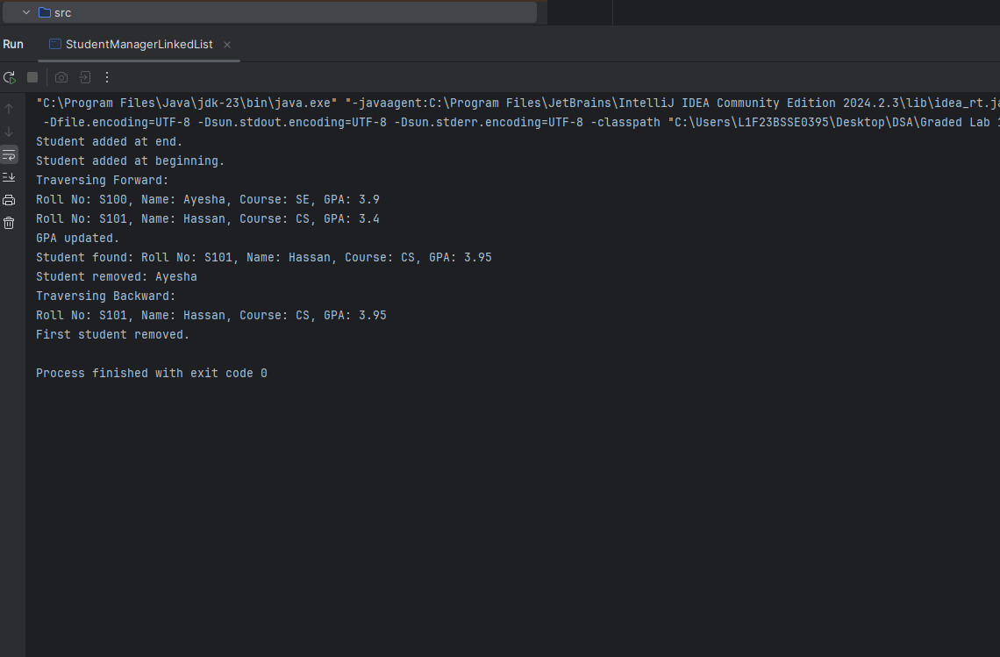 src
Run StudentManagerLinkedList
"C:\Program Files\Java\jdk-23\bin\java.exe" "-javaagent:C:\Program Files\JetBrains\IntelliJ IDEA Community Edition 2024.2.3\lib\idea_rt.ja
-Dfile.encoding=UTF-8 -Dsun.stdout.encoding=UTF-8 -Dsun.stderr.encoding=UTF-8 -classpath "C:\Users\L1F23BSSE0395\Desktop\DSA\Graded Lab 1
Student added at end.
Student added at beginning.
Traversing Forward:
Roll No: S100, Name: Ayesha, Course: SE, GPA: 3.9
Roll No: S101, Name: Hassan, Course: CS, GPA: 3.4
GPA updated.
Student found: Roll No: S101, Name: Hassan, Course: CS, GPA: 3.95
Student removed: Ayesha
Traversing Backward:
Roll No: S101, Name: Hassan, Course: CS, GPA: 3.95
First student removed.
Process finished with exit code 0